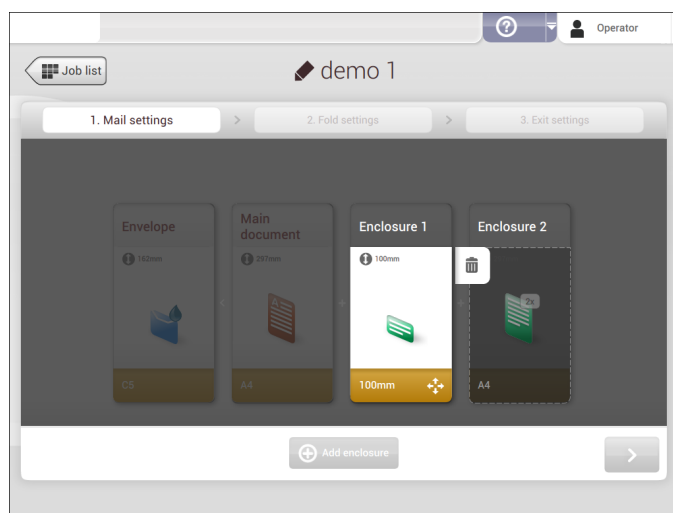 Operator
Job list
demo 1
1. Mail settings
>
2. Fold settings
>
3. Exit settings
Envelope
Main
document
Enclosure 1
Enclosure 2
162mm
297mm
100mm
A
2x
C5
A4
100mm
A4
Add enclosure